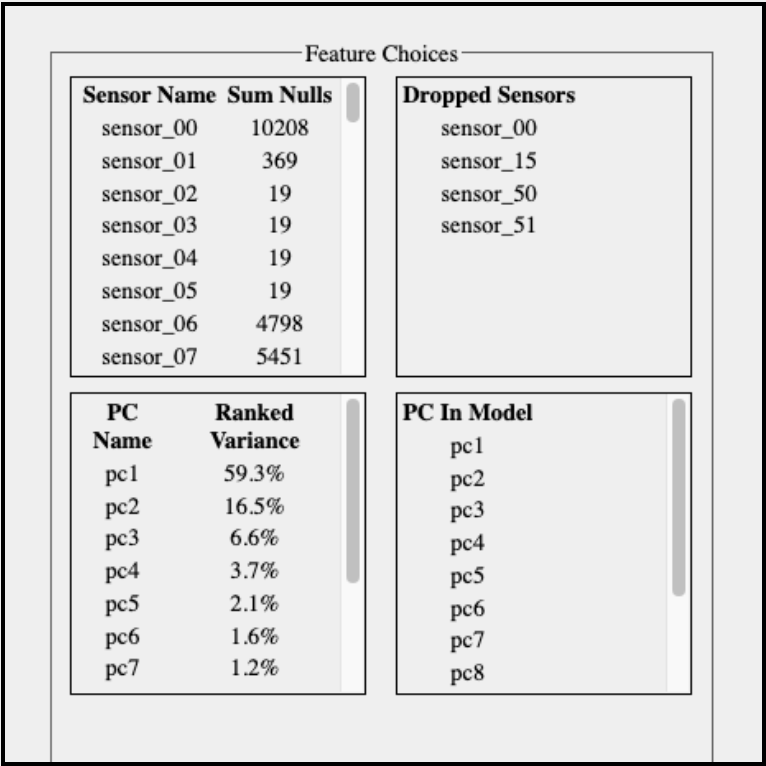 Feature Choices
Sensor Name Sum Nulls
sensor_00 10208
sensor_01 369
sensor_02 19
sensor_03 19
sensor_04 19
sensor_05 19
sensor_06 4798
sensor_07 5451
Dropped Sensors
sensor_00
sensor_15
sensor_50
sensor_51
PC Ranked
Name Variance
pc1 59.3%
pc2 16.5%
pc3 6.6%
pc4 3.7%
pc5 2.1%
pc6 1.6%
pc7 1.2%
PC In Model
pc1
pc2
pc3
pc4
pc5
pc6
pc7
pc8